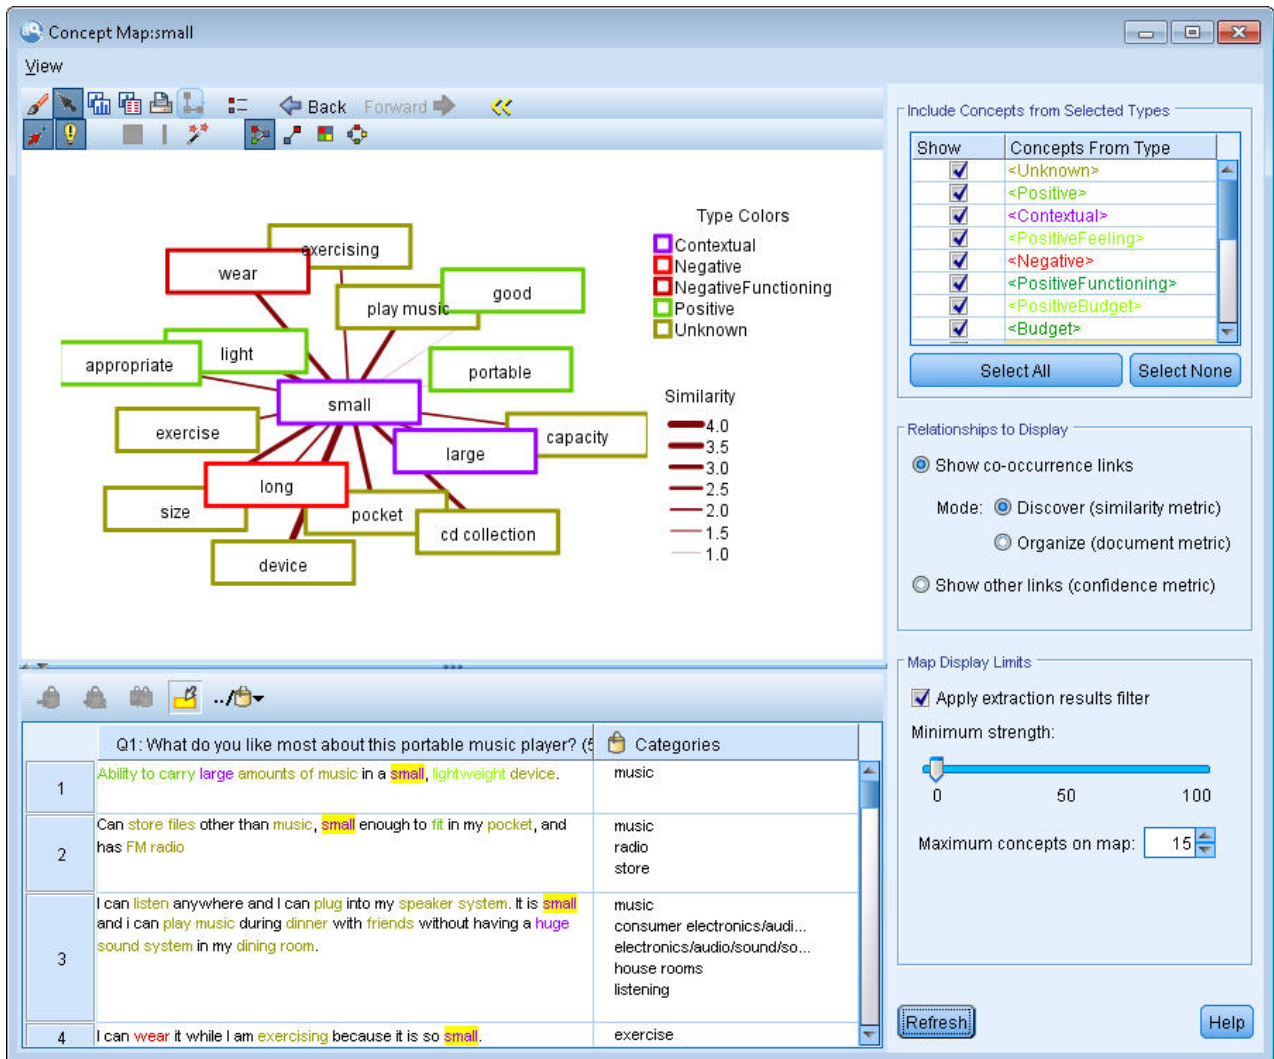 Concept Map:small
View
Back Forward
exercising
wear
good
play music
light
appropriate
portable
small
exercise
capacity
large
long
size
pocket
cd collection
device
Type Colors
Contextual
Negative
NegativeFunctioning
Positive
Unknown
Similarity
4.0
3.5
3.0
2.5
2.0
1.5
1.0
Q1: What do you like most about this portable music player? (5
Categories
1
Ability to carry large amounts of music in a small, lightweight device.
music
2
Can store files other than music, small enough to fit in my pocket, and
has FM radio
music
radio
store
3
I can listen anywhere and I can plug into my speaker system. It is small
and i can play music during dinner with friends without having a huge
sound system in my dining room.
music
consumer electronics/audi...
electronics/audio/sound/so...
house rooms
listening
4
I can wear it while I am exercising because it is so small.
exercise
Include Concepts from Selected Types
Show Concepts From Type
<Unknown>
<Positive>
<Contextual>
<PositiveFeeling>
<Negative>
<PositiveFunctioning>
<PositiveBudget>
<Budget>
Select All Select None
Relationships to Display
Show co-occurrence links
Mode: Discover (similarity metric)
Organize (document metric)
Show other links (confidence metric)
Map Display Limits
Apply extraction results filter
Minimum strength:
0 50 100
Maximum concepts on map: 15
Refresh Help